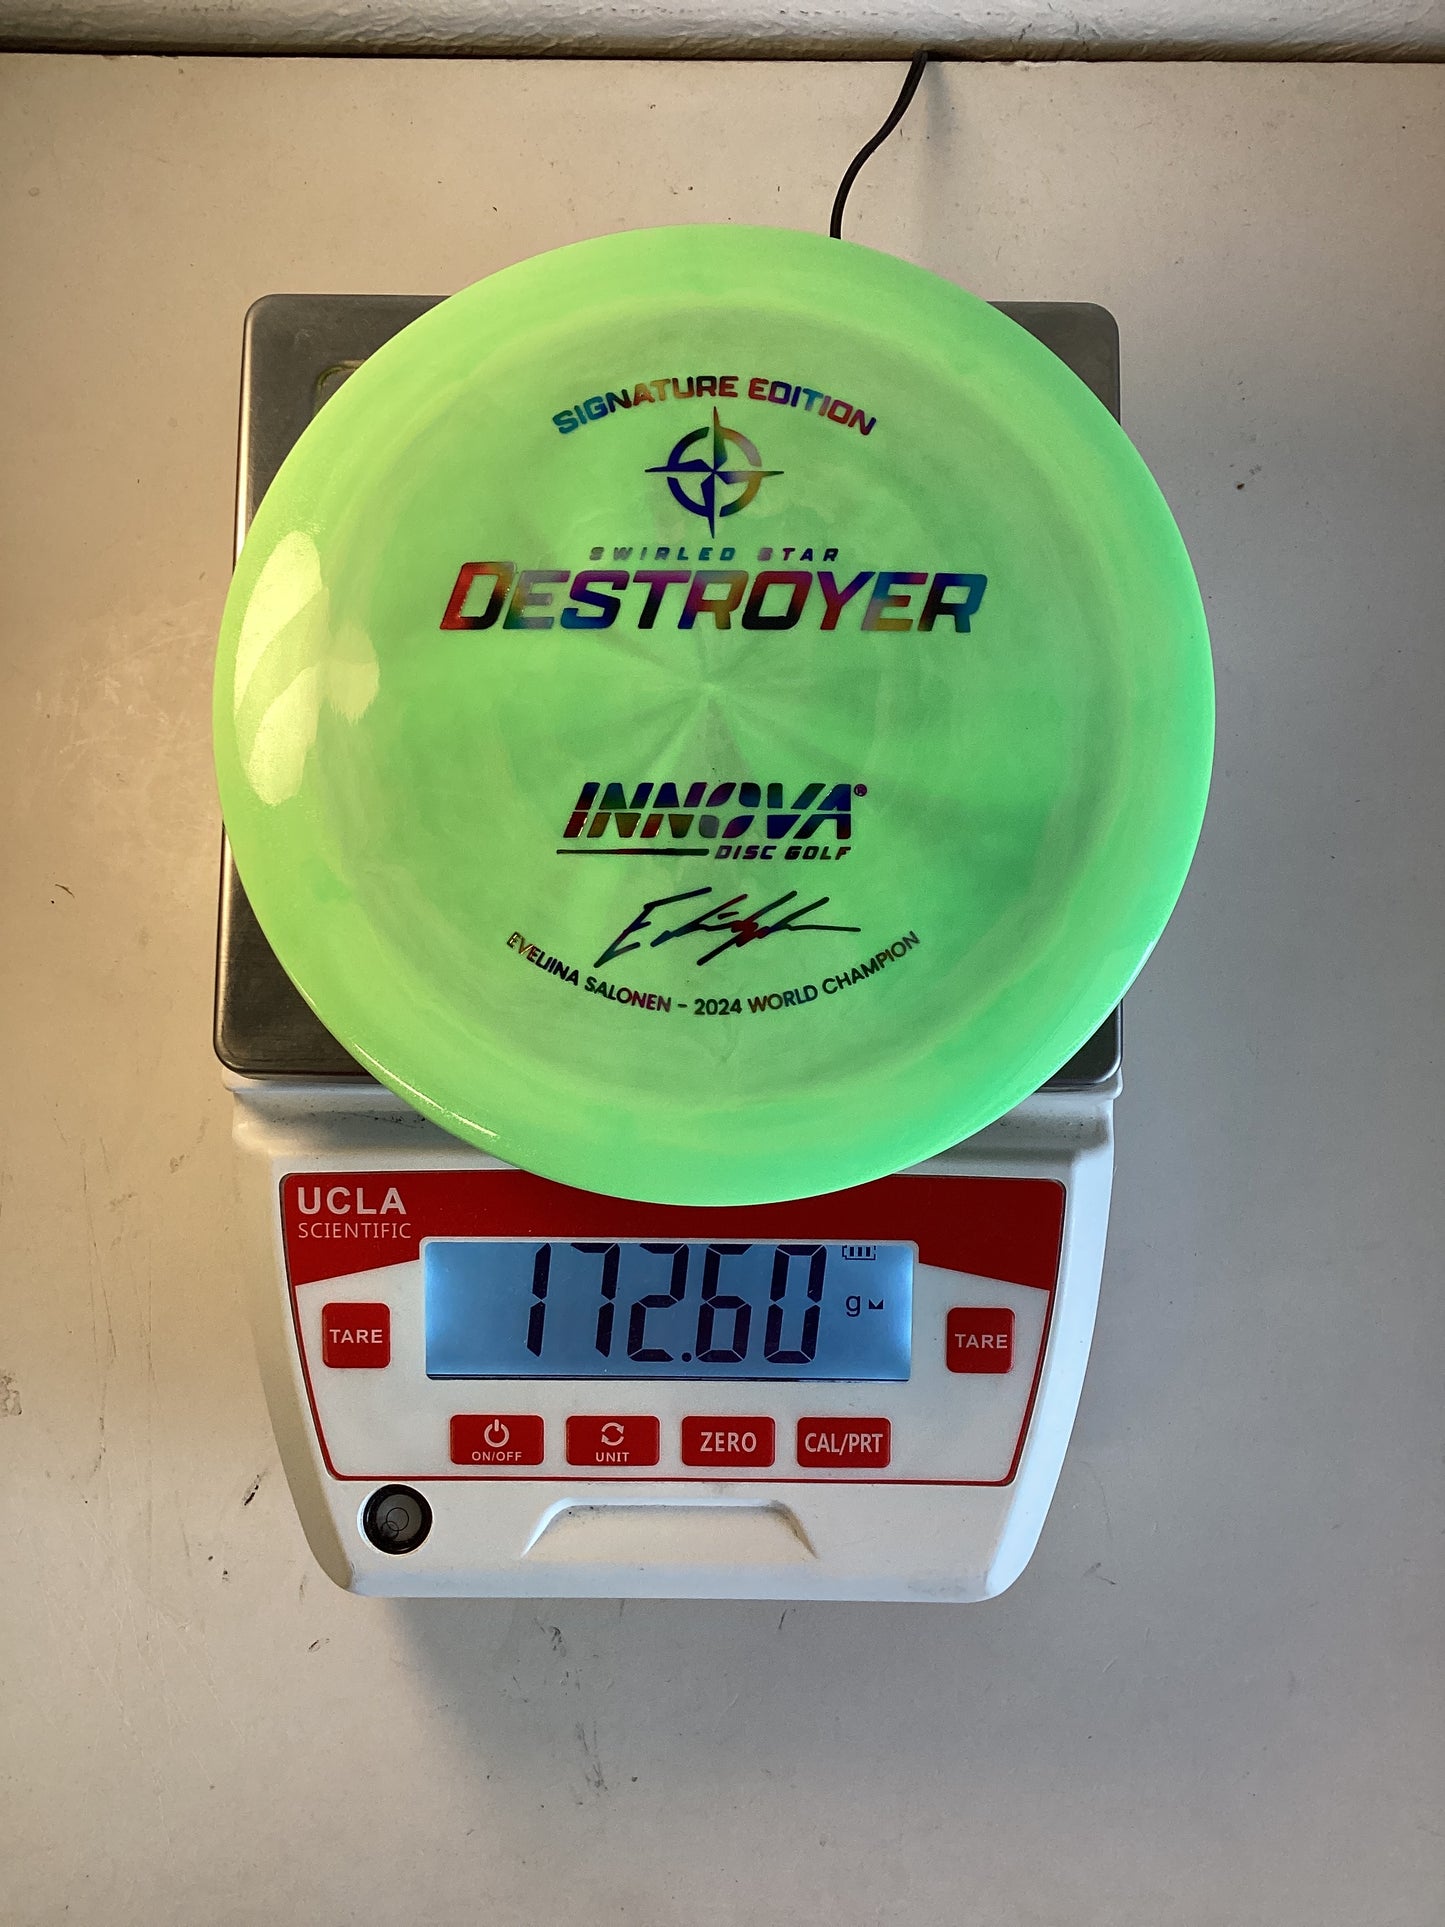 SIGNATURE EDITION
SWIRLED STAR
DESTROYER
INNOVA®
DISC GOLF
EVELIINA SALONEN - 2024 WORLD CHAMPION
UCLA
SCIENTIFIC
172.60 g
TARE
TARE
ON/OFF
UNIT
ZERO
CAL/PRT